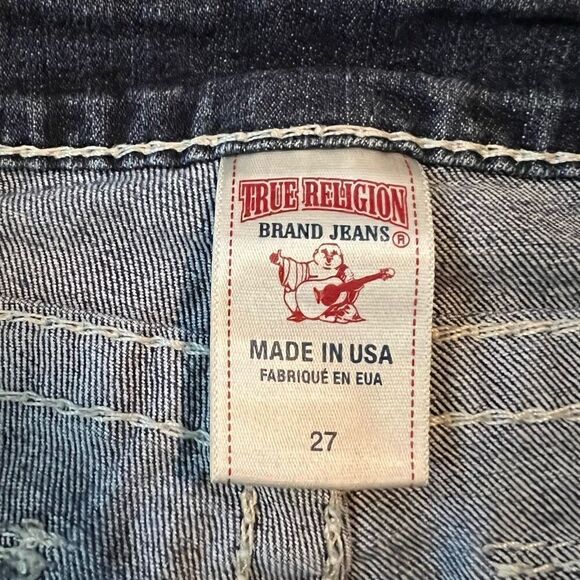 TRUE RELIGION
BRAND JEANS®
MADE IN USA
FABRIQUÉ EN EUA
27